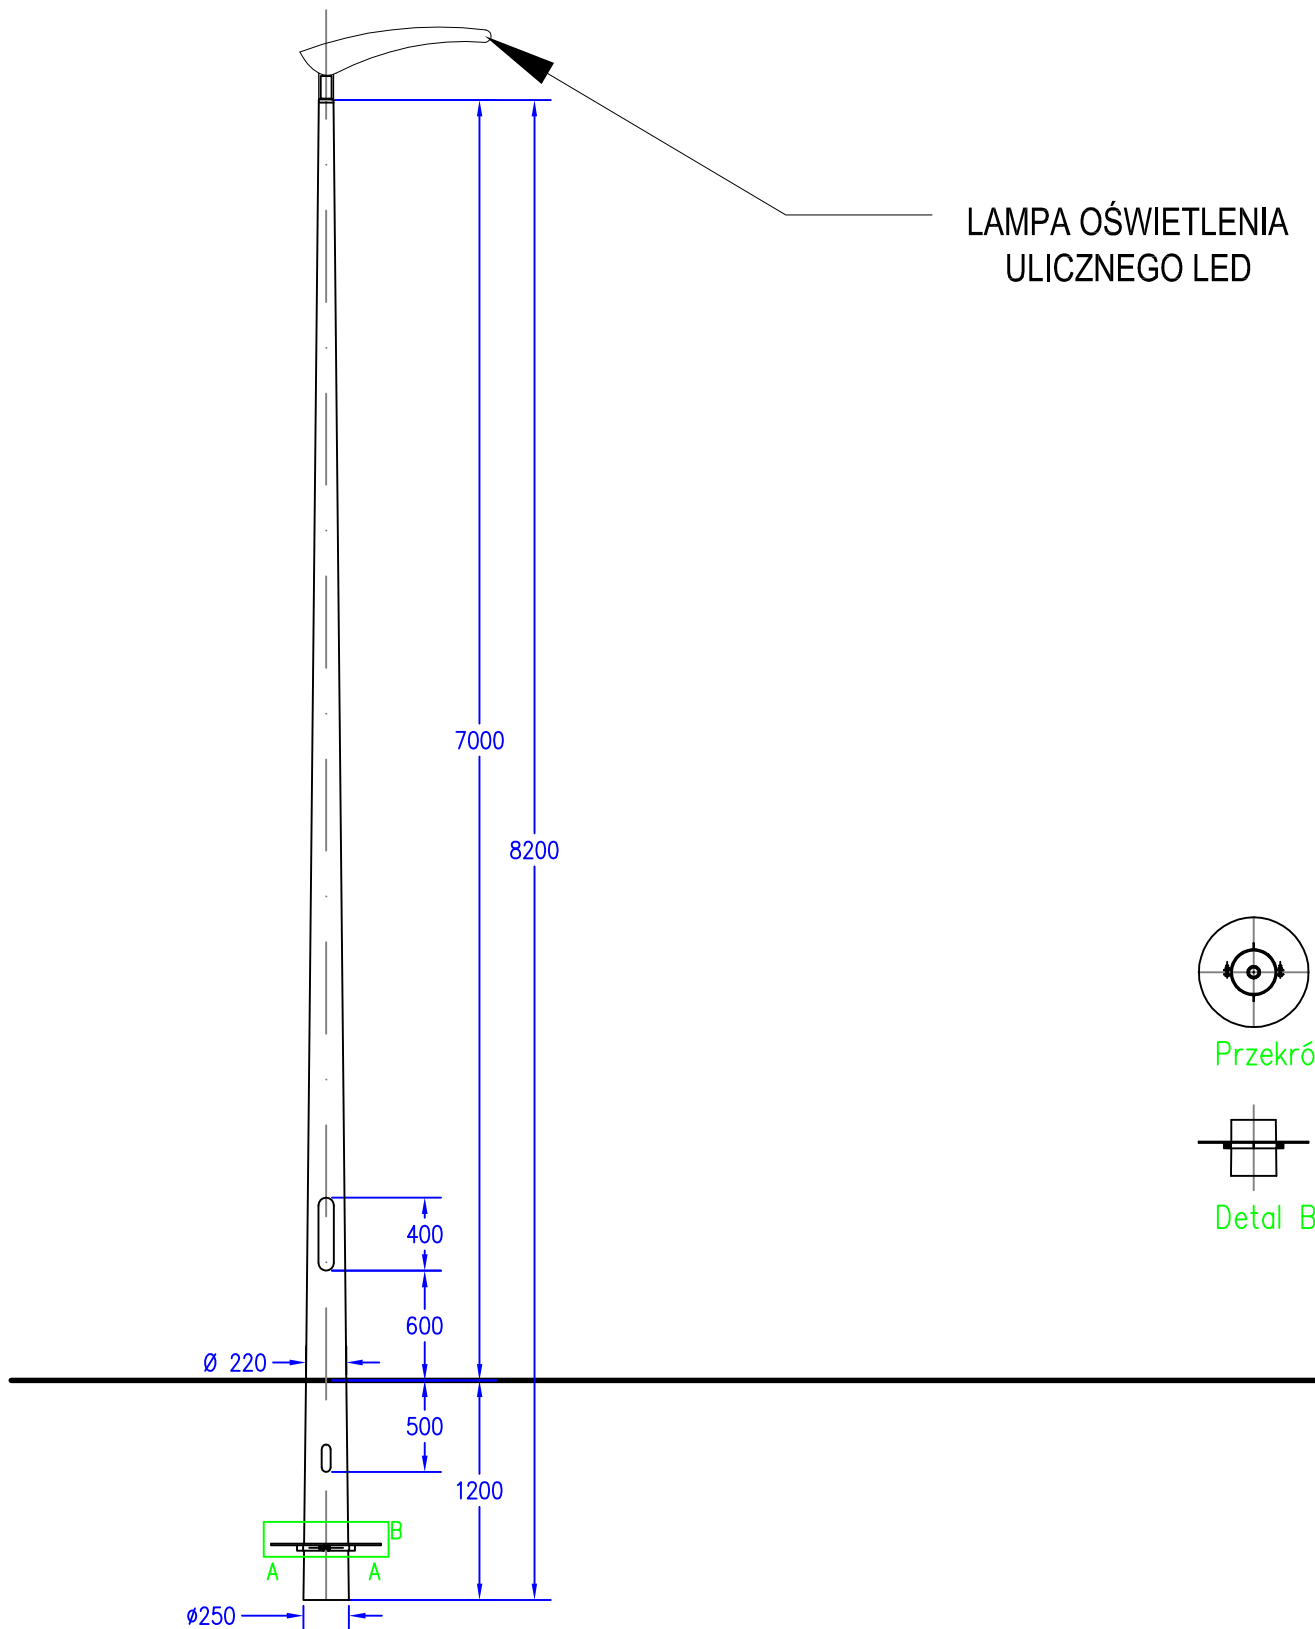 LAMPA OŚWIETLENIA
ULICZNEGO LED
7000
8200
Przekró
Detal B
400
600
Ø 220
500
1200
B
A A
ø250